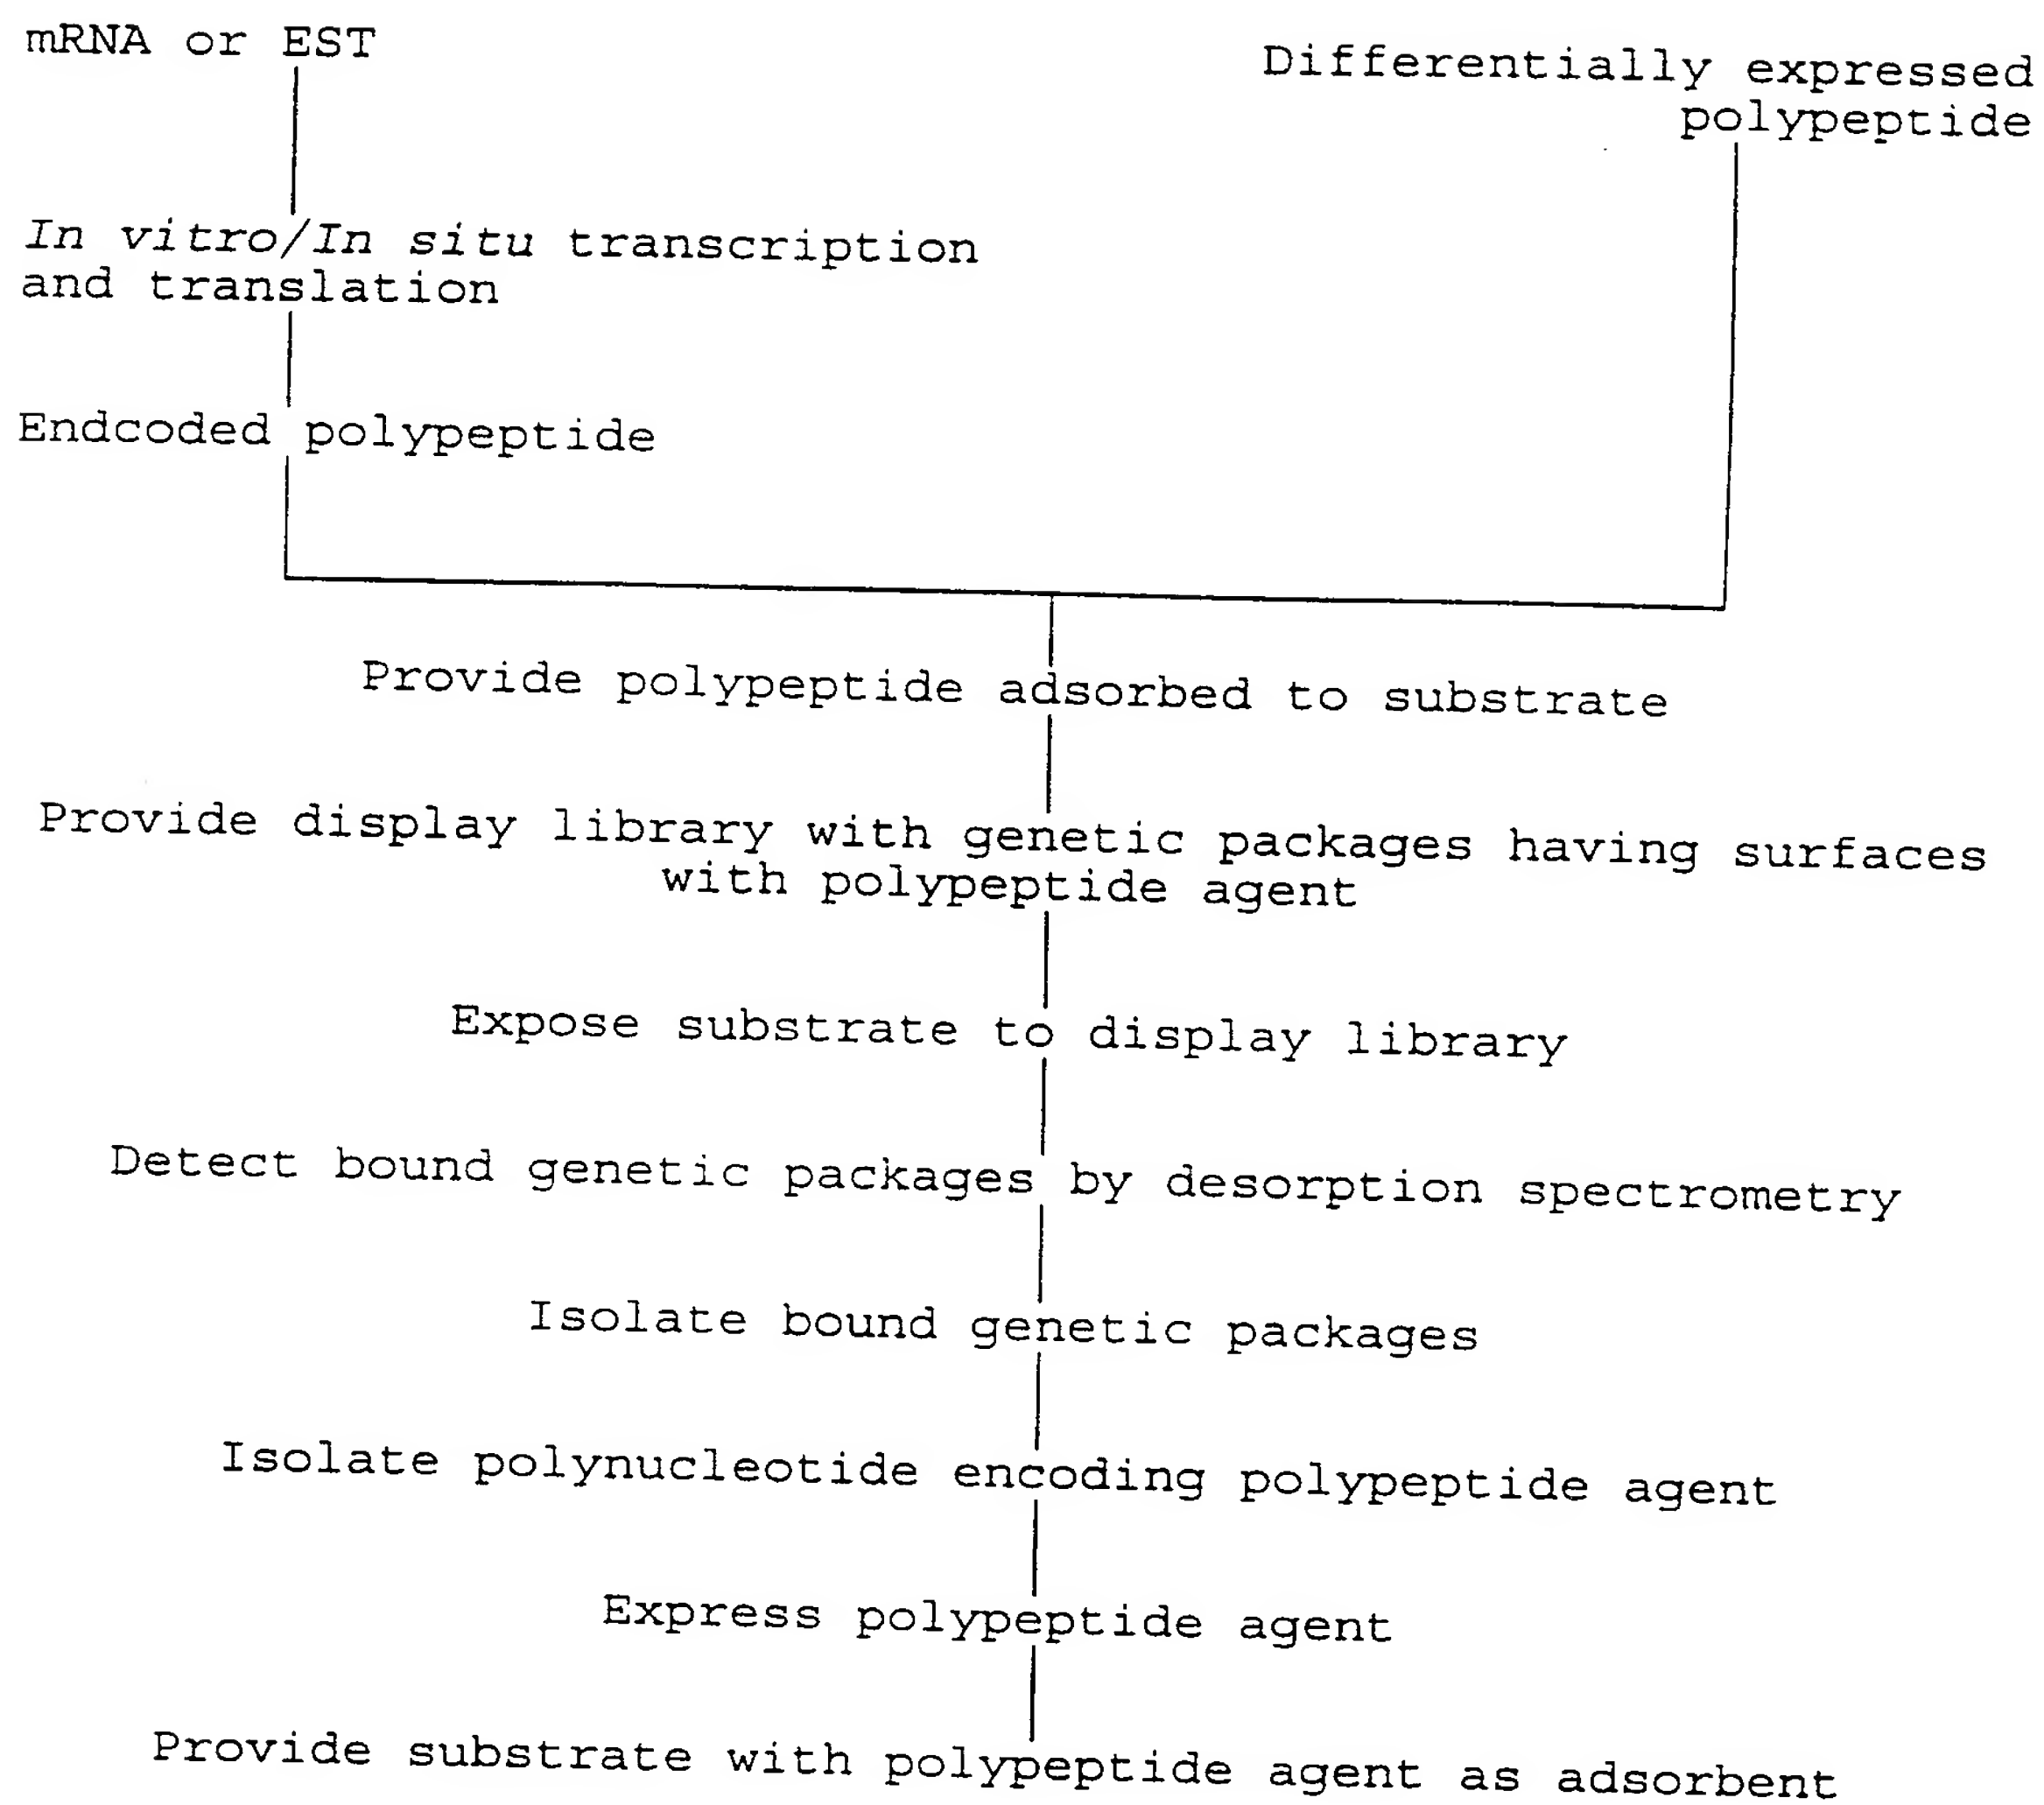 mRNA or EST
Differentially expressed
polypeptide
In vitro/In situ transcription
and translation
Endcoded polypeptide
Provide polypeptide adsorbed to substrate
Provide display library with genetic packages having surfaces
with polypeptide agent
Expose substrate to display library
Detect bound genetic packages by desorption spectrometry
Isolate bound genetic packages
Isolate polynucleotide encoding polypeptide agent
Express polypeptide agent
Provide substrate with polypeptide agent as adsorbent